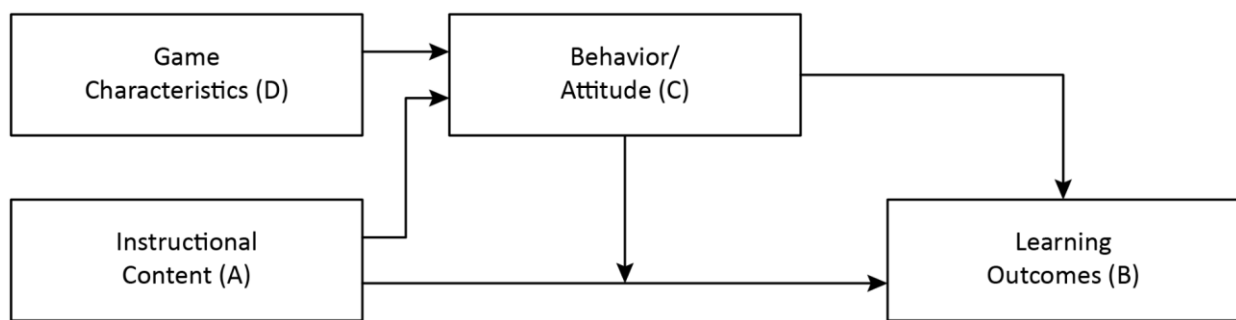 Game
Characteristics (D)
Behavior/
Attitude (C)
Instructional
Content (A)
Learning
Outcomes (B)